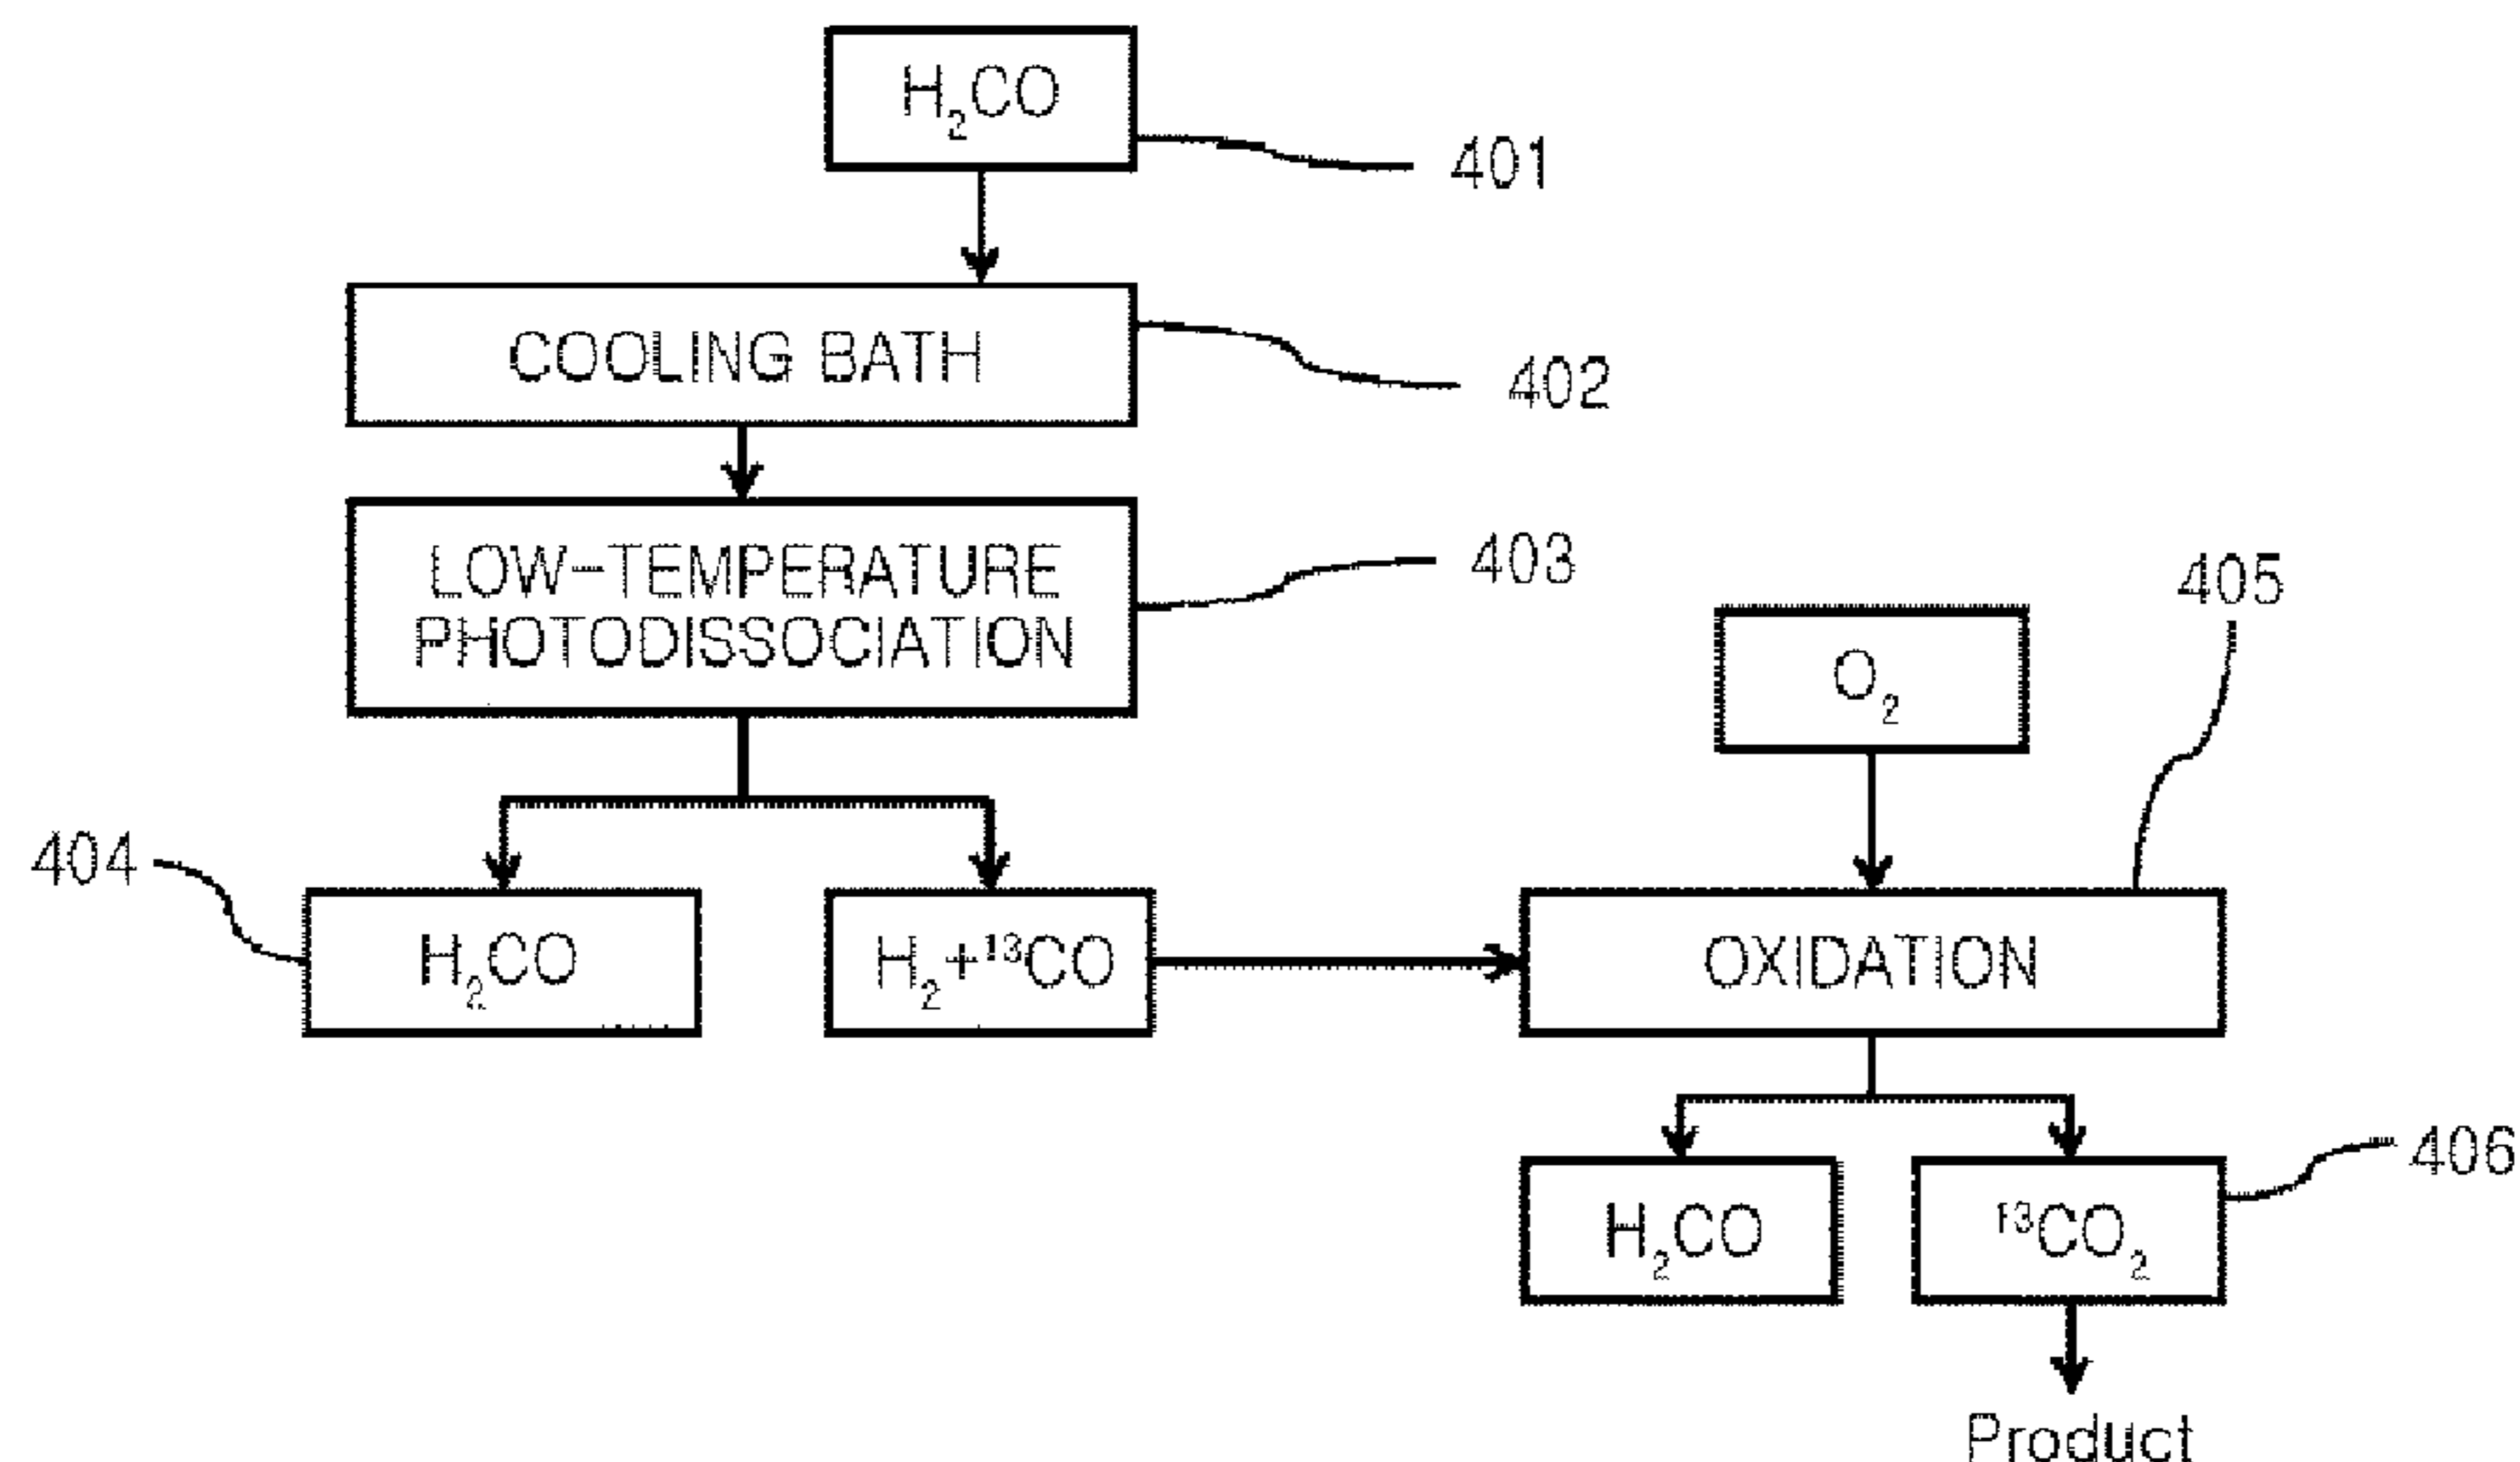 H₂CO
401
COOLING BATH
402
LOW-TEMPERATURE
PHOTODISSOCIATION
403
405
O₂
404
H₂CO
H₂+¹³CO
OXIDATION
H₂CO
¹³CO₂
406
Product